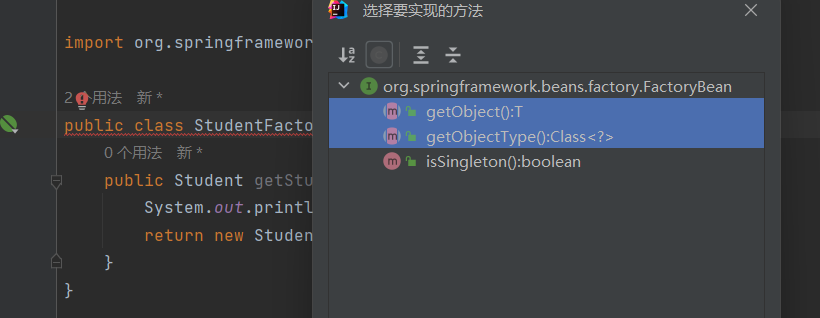 选择要实现的方法
import org.springframewor
2个用法 新 *
public class StudentFacto
0 个用法 新 *
public Student getStu
System.out.printl
return new Studen
}
}
org.springframework.beans.factory.FactoryBean
getObject():T
getObjectType():Class<?>
isSingleton():boolean